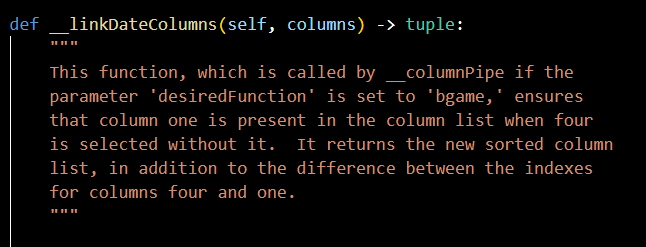 def __linkDateColumns(self, columns) -> tuple:
"""
This function, which is called by __columnPipe if the
parameter 'desiredFunction' is set to 'bgame,' ensures
that column one is present in the column list when four
is selected without it.  It returns the new sorted column
list, in addition to the difference between the indexes
for columns four and one.
"""